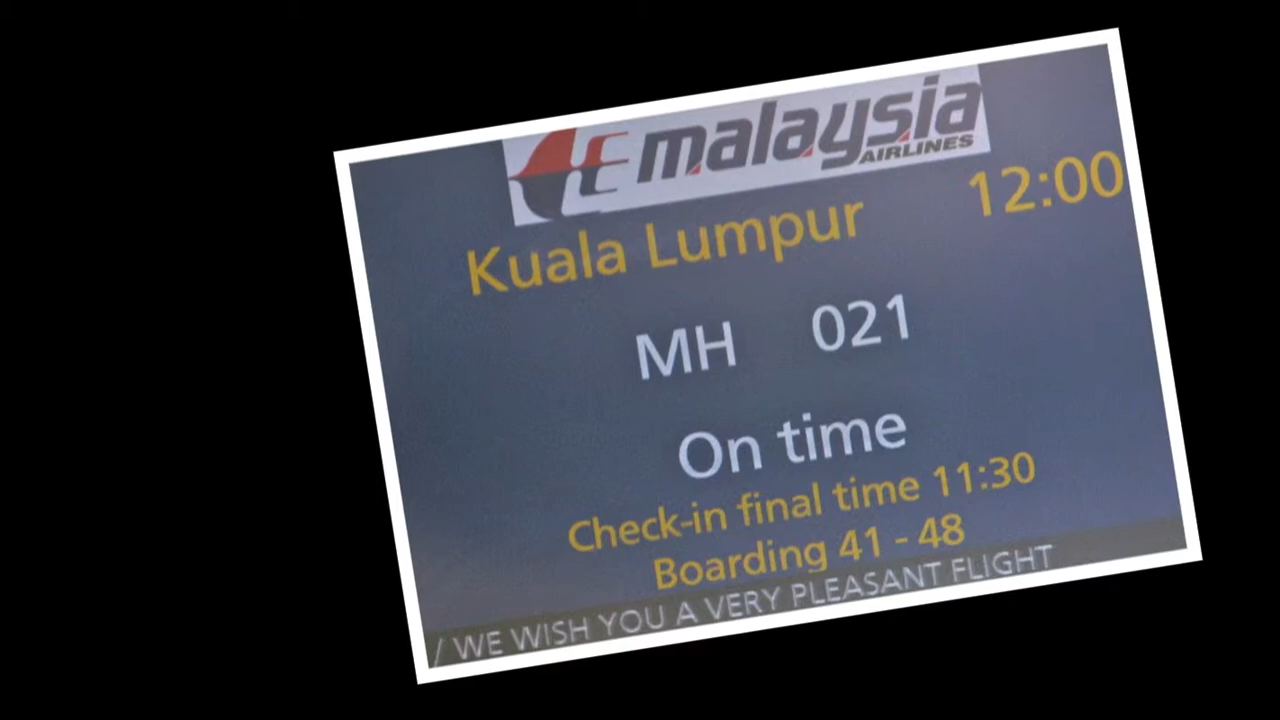 malaysia
AIRLINES
Kuala Lumpur 12:00
MH 021
On time
Check-in final time 11:30
Boarding 41 - 48
/ WE WISH YOU A VERY PLEASANT FLIGHT